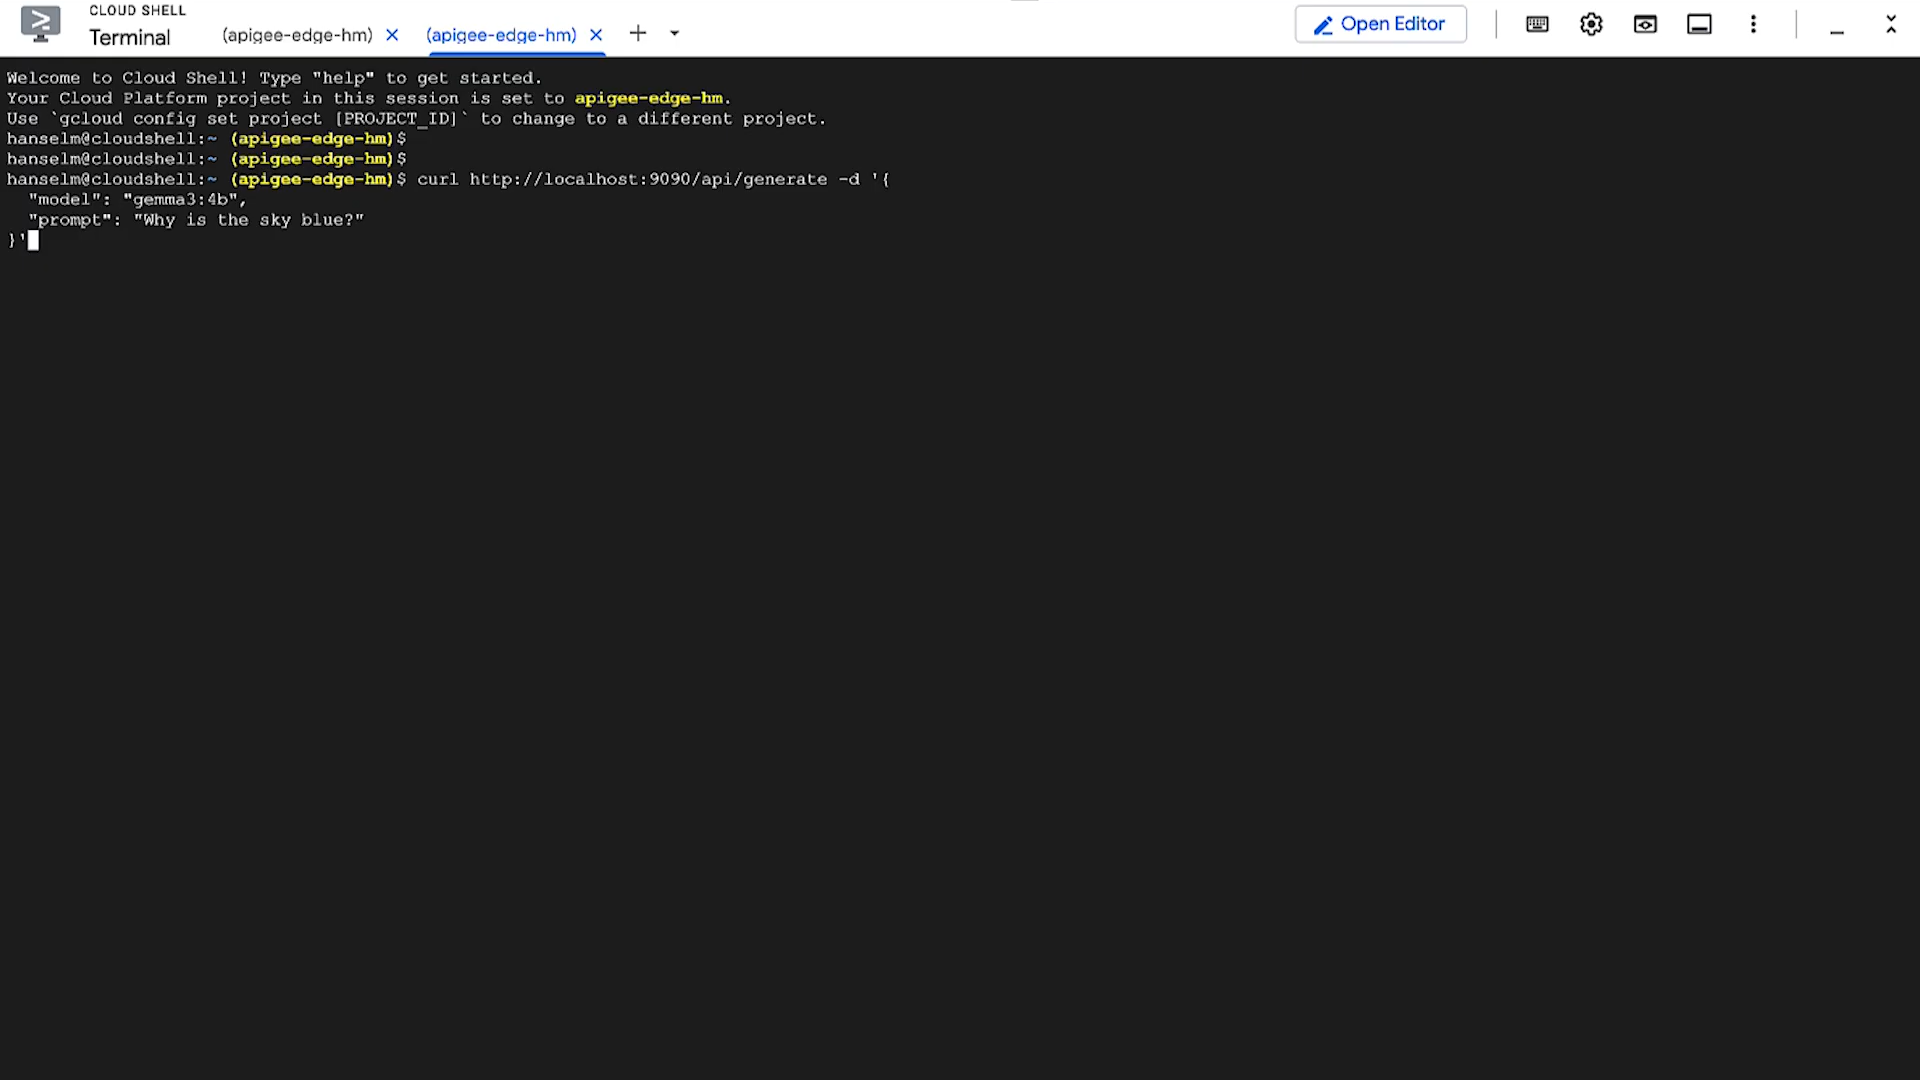 CLOUD SHELL
Terminal
(apigee-edge-hm)
(apigee-edge-hm)
Open Editor
Welcome to Cloud Shell! Type "help" to get started.
Your Cloud Platform project in this session is set to apigee-edge-hm.
Use `gcloud config set project [PROJECT_ID]` to change to a different project.
hanselm@cloudshell:~ (apigee-edge-hm)$
hanselm@cloudshell:~ (apigee-edge-hm)$
hanselm@cloudshell:~ (apigee-edge-hm)$ curl http://localhost:9090/api/generate -d '{
  "model": "gemma3:4b",
  "prompt": "Why is the sky blue?"
}'